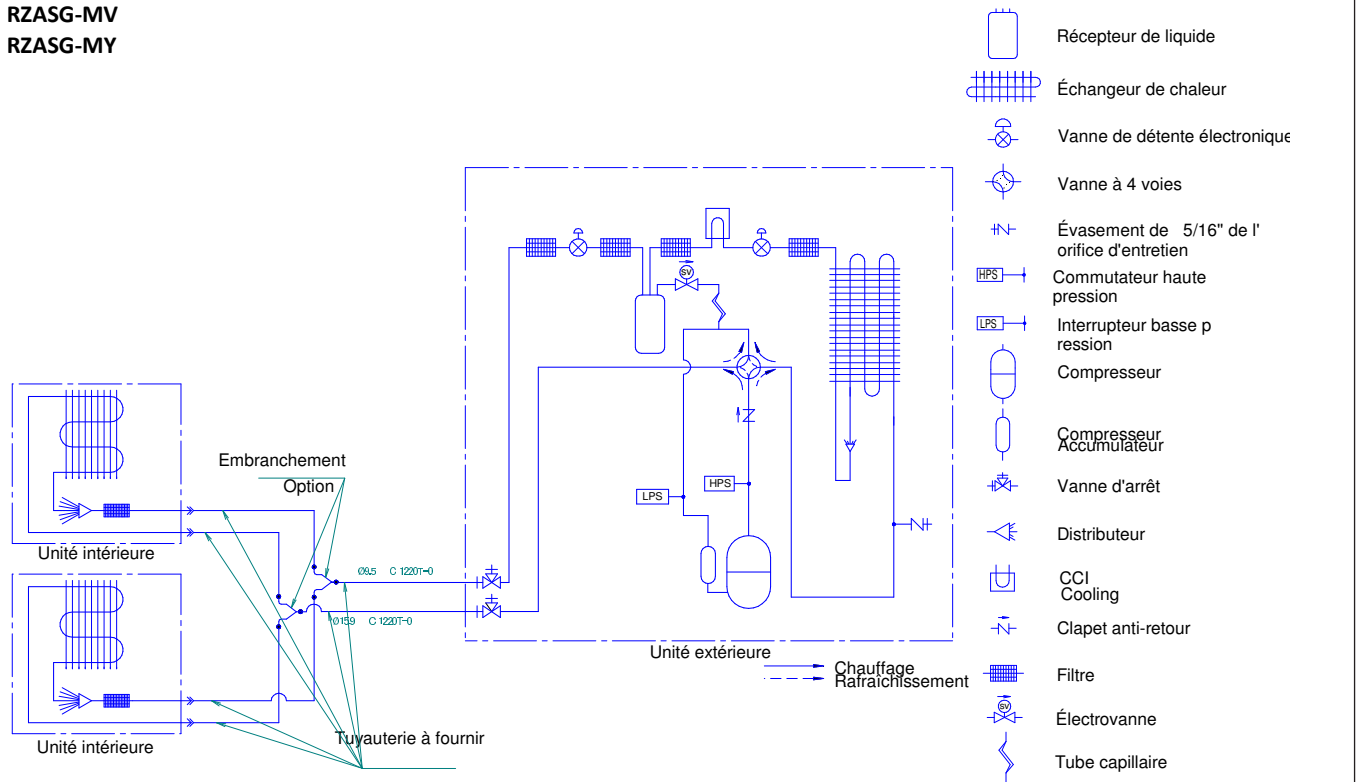 RZASG-MV
RZASG-MY
Récepteur de liquide
Échangeur de chaleur
Vanne de détente électronique
Vanne à 4 voies
Évasement de 5/16" de l'
orifice d'entretien
HPS
Commutateur haute
pression
LPS
Interrupteur basse p
ression
Compresseur
Compresseur
Accumulateur
Vanne d'arrêt
Distributeur
CCI
Cooling
Clapet anti-retour
Filtre
SV
Électrovanne
Tube capillaire
SV
LPS
HPS
Unité extérieure
Chauffage
Rafraîchissement
Embranchement
Option
Unité intérieure
Ø9.5 C 1220T-0
Ø15.9 C 1220T-0
Unité intérieure
Tuyauterie à fournir